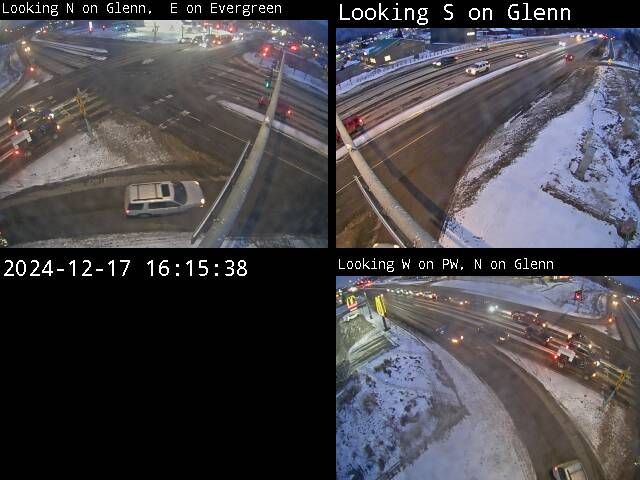 Looking N on Glenn,  E on Evergreen
Looking S on Glenn
2024-12-17 16:15:38
Looking W on PW, N on Glenn